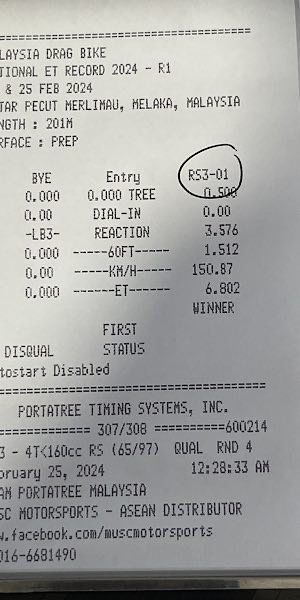 LAYSIA DRAG BIKE
TIONAL ET RECORD 2024 - R1
& 25 FEB 2024
TAR PECUT MERLIMAU, MELAKA, MALAYSIA
NGTH : 201M
RFACE : PREP
BYE Entry RS3-01
0.000 0.000 TREE 0.500
0.00 DIAL-IN 0.00
-LB3- REACTION 3.576
0.000 -----60FT----- 1.512
0.00 -----KM/H----- 150.87
0.000 ------ET------ 6.802
WINNER
FIRST
DISQUAL STATUS
tostart Disabled
PORTATREE TIMING SYSTEMS, INC.
============ 307/308 ==========600214
3 - 4T<160cc RS (65/97) QUAL RND 4
bruary 25, 2024 12:28:33 AM
AM PORTATREE MALAYSIA
SC MOTORSPORTS - ASEAN DISTRIBUTOR
w.facebook.com/muscmotorsports
016-6681490